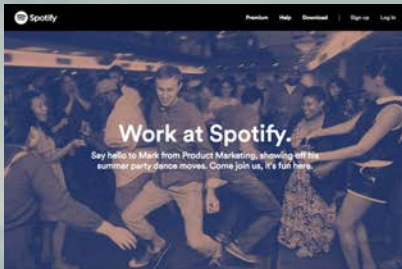 Spotify
Premium Help Download Sign up Log In
Work at Spotify.
Say hello to Mark from Product Marketing, showing off his
summer party dance moves. Come join us, it's fun here.